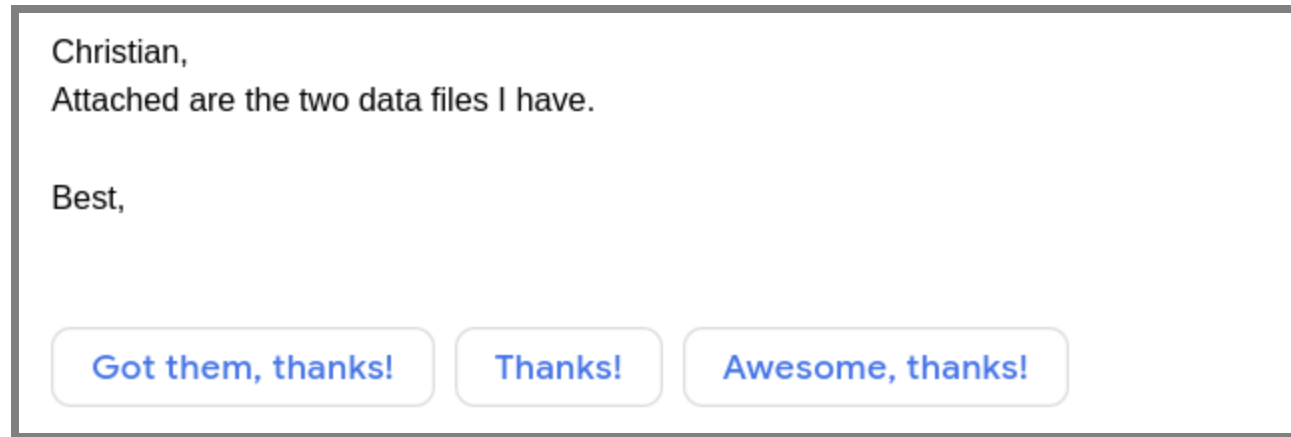 Christian,
Attached are the two data files I have.
Best,
Got them, thanks! Thanks! Awesome, thanks!